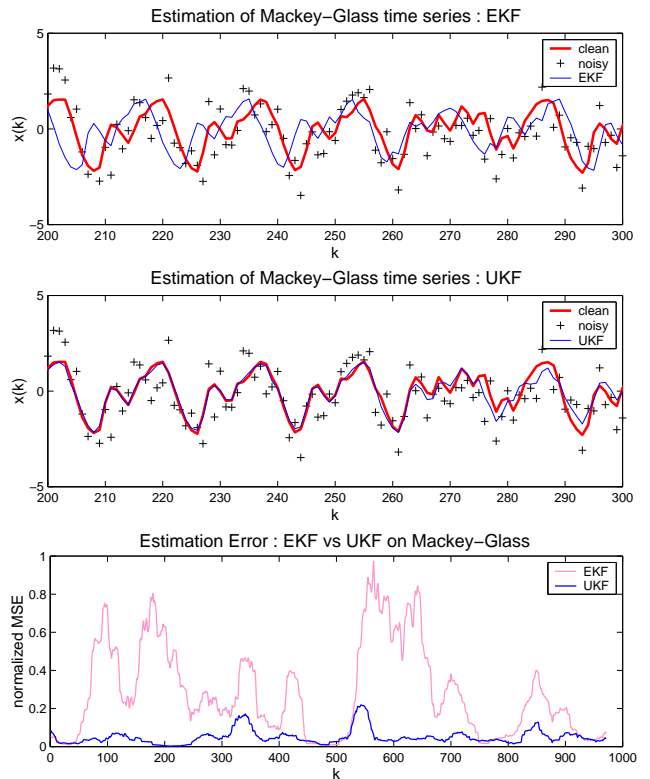 Estimation of Mackey−Glass time series : EKF
5
0
−5
x(k)
clean
noisy
EKF
200 210 220 230 240 250 260 270 280 290 300
k
Estimation of Mackey−Glass time series : UKF
5
0
−5
x(k)
clean
noisy
UKF
200 210 220 230 240 250 260 270 280 290 300
k
Estimation Error : EKF vs UKF on Mackey−Glass
1
0.8
0.6
0.4
0.2
0
normalized MSE
EKF
UKF
0 100 200 300 400 500 600 700 800 900 1000
k